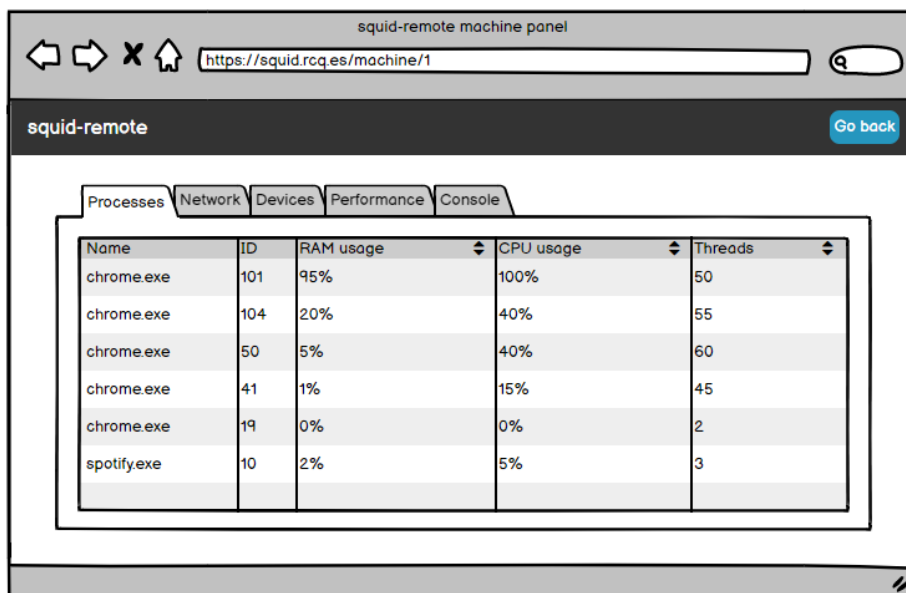 squid-remote machine panel
https://squid.rcq.es/machine/1
squid-remote Go back
Processes Network Devices Performance Console
Name ID RAM usage CPU usage Threads
chrome.exe 101 95% 100% 50
chrome.exe 104 20% 40% 55
chrome.exe 50 5% 40% 60
chrome.exe 41 1% 15% 45
chrome.exe 19 0% 0% 2
spotify.exe 10 2% 5% 3